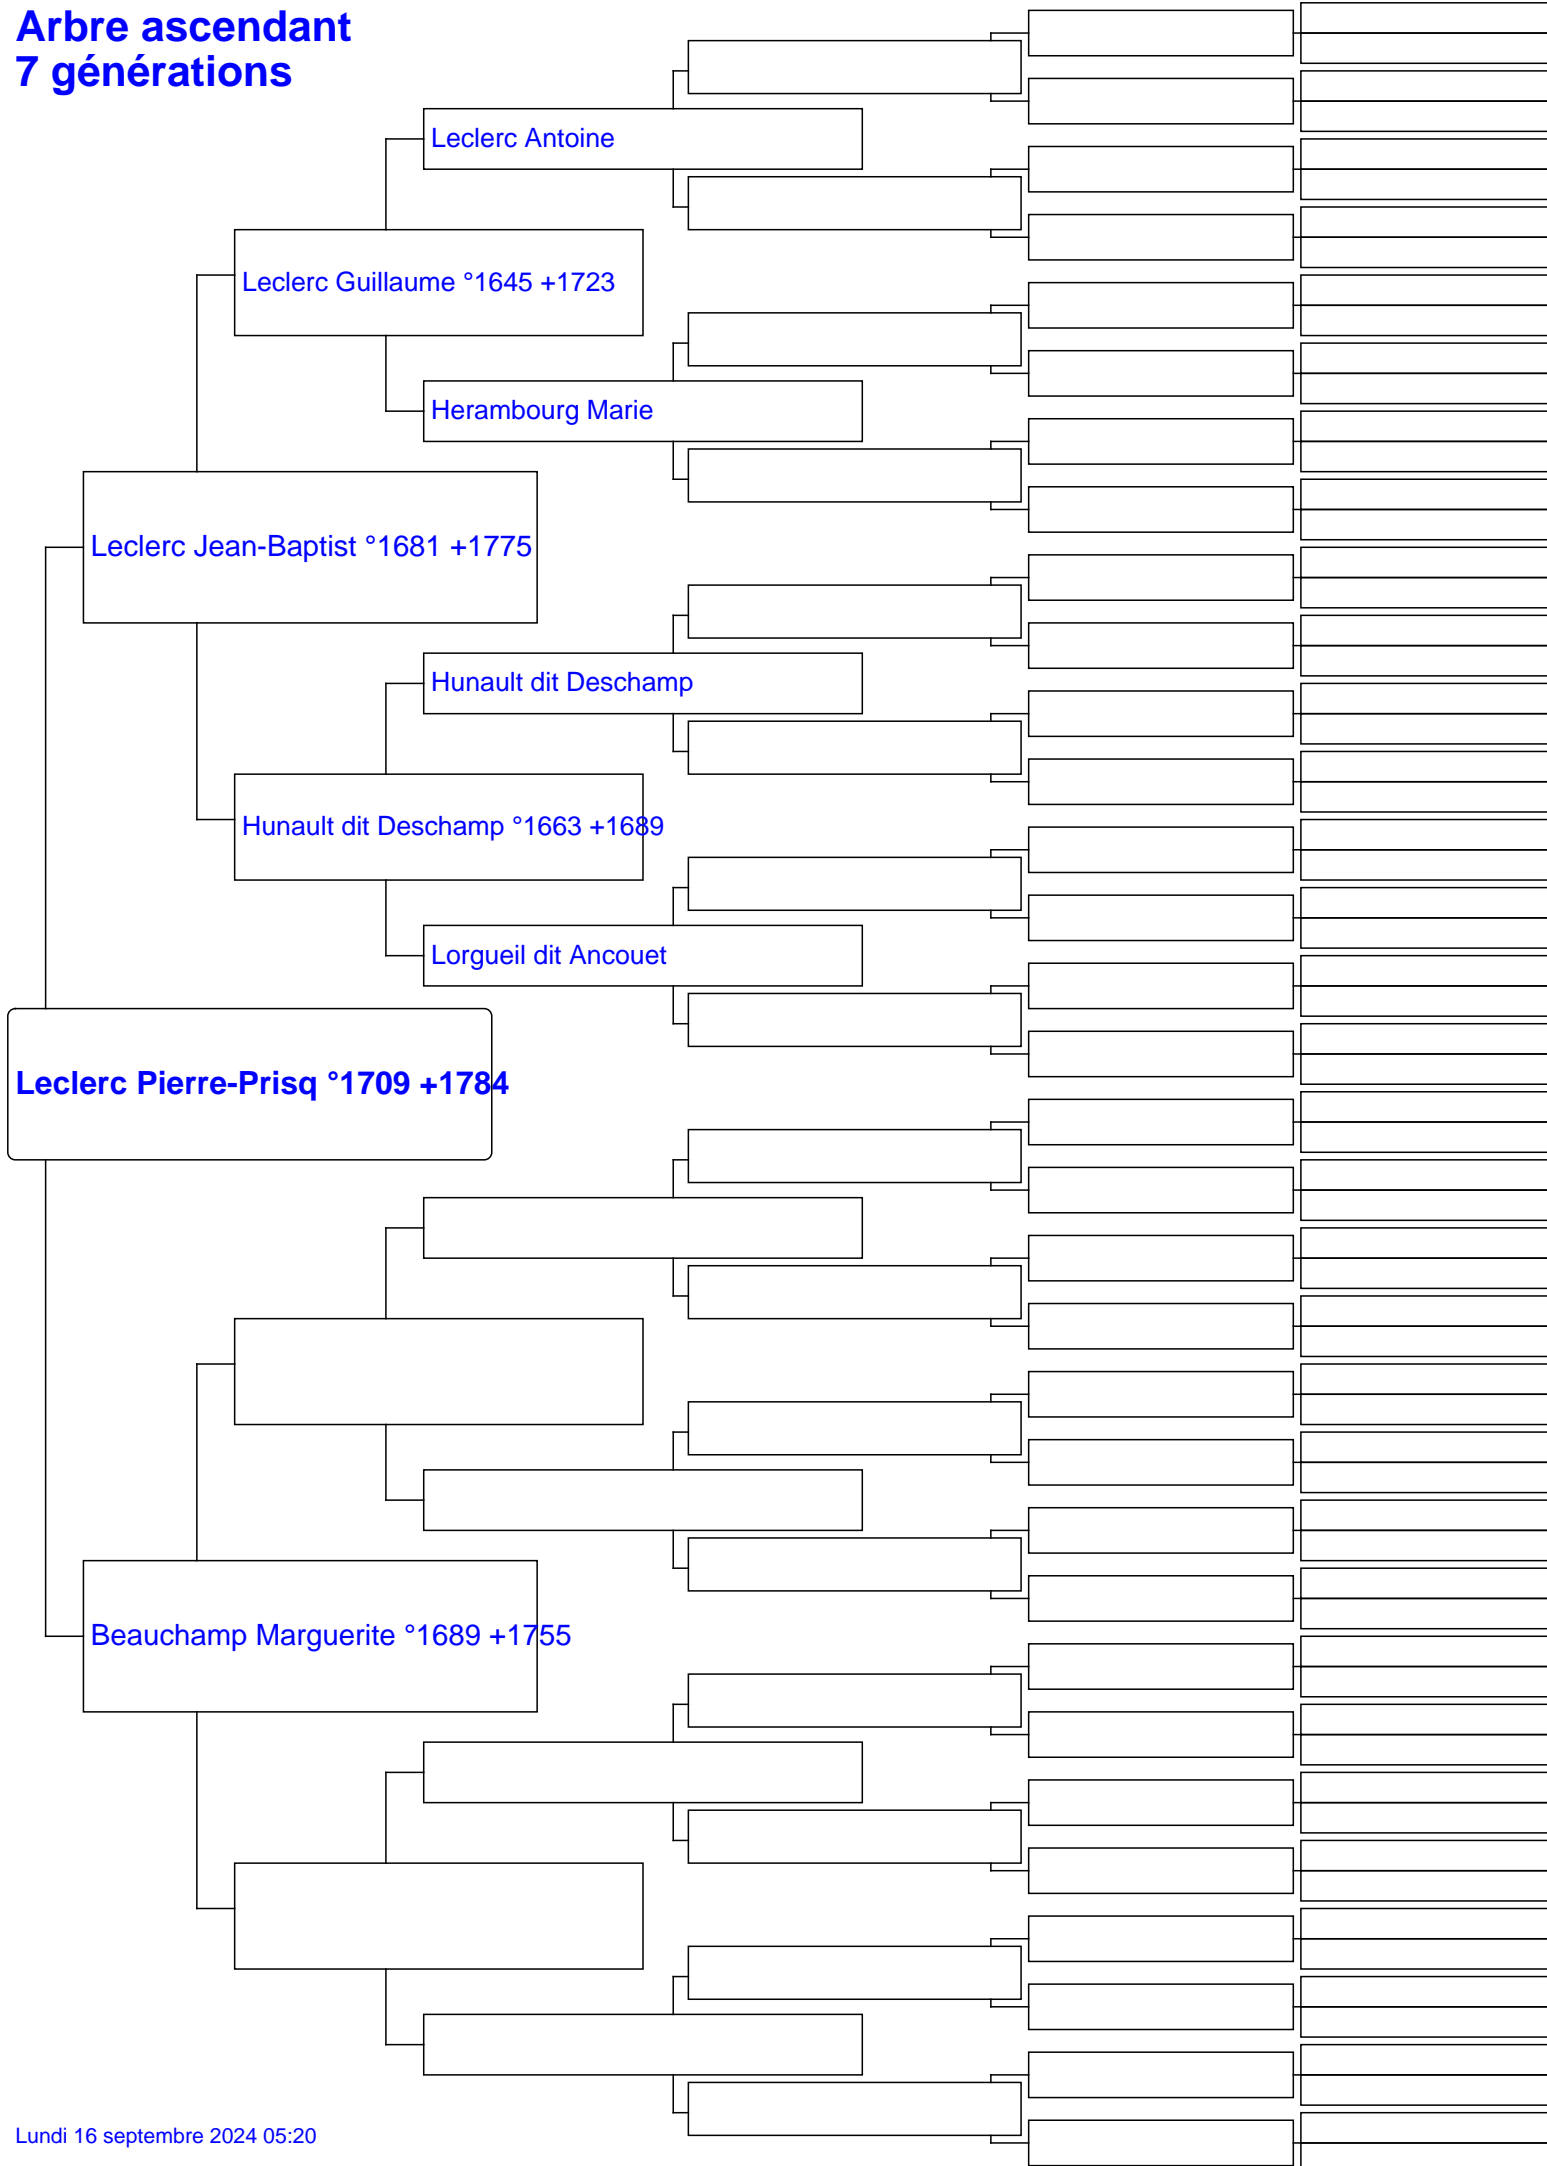 Arbre ascendant
7 générations
Leclerc Antoine
Leclerc Guillaume °1645 +1723
Herambourg Marie
Leclerc Jean-Baptist °1681 +1775
Hunault dit Deschamp
Hunault dit Deschamp °1663 +1689
Lorgueil dit Ancouet
Leclerc Pierre-Prisq °1709 +1784
Beauchamp Marguerite °1689 +1755
Lundi 16 septembre 2024 05:20